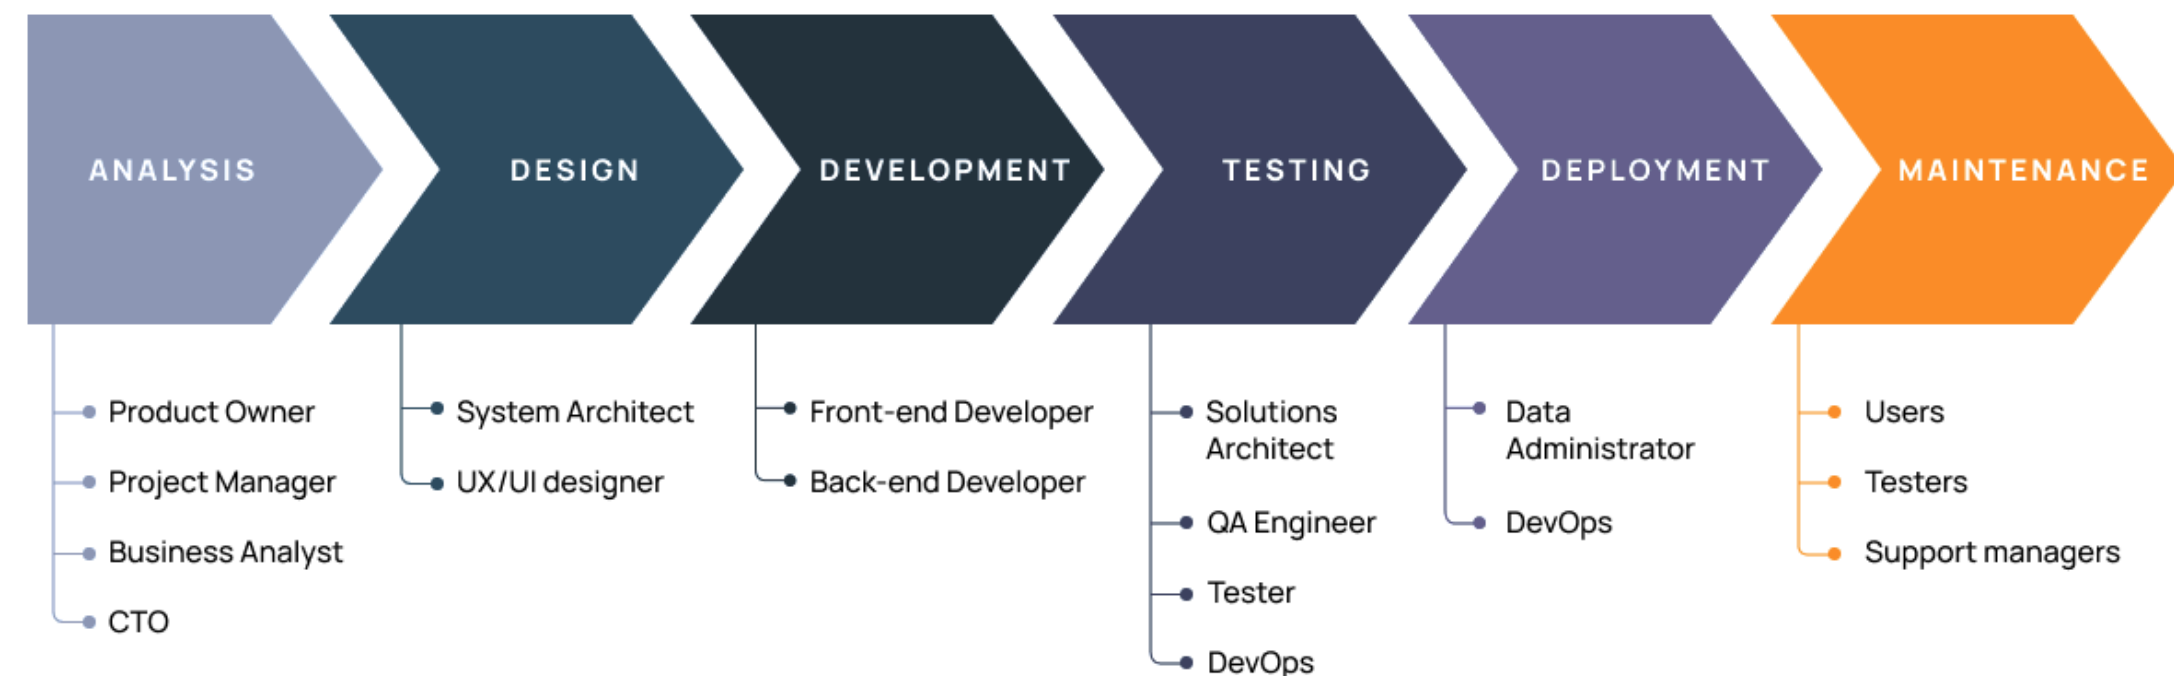 ANALYSIS
DESIGN
DEVELOPMENT
TESTING
DEPLOYMENT
MAINTENANCE
Product Owner
Project Manager
Business Analyst
CTO
System Architect
UX/UI designer
Front-end Developer
Back-end Developer
Solutions
Architect
QA Engineer
Tester
DevOps
Data
Administrator
DevOps
Users
Testers
Support managers